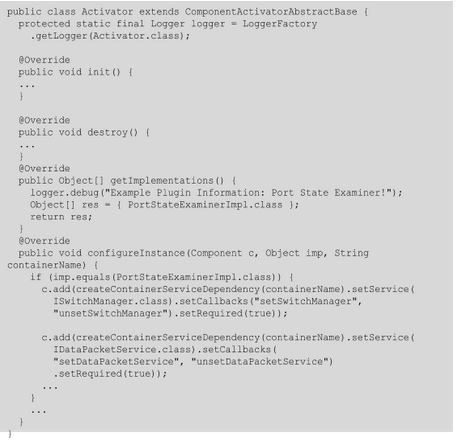 public class Activator extends ComponentActivatorAbstractBase {
protected static final Logger logger = LoggerFactory
.getLogger(Activator.class);
@Override
public void init() {
...
}
@Override
public void destroy() {
...
}
@Override
public Object[] getImplementations() {
logger.debug("Example Plugin Information: Port State Examiner!");
Object[] res = { PortStateExaminerImpl.class };
return res;
}
@Override
public void configureInstance(Component c, Object imp, String
containerName) {
if (imp.equals(PortStateExaminerImpl.class)) {
c.add(createContainerServiceDependency(containerName).setService(
ISwitchManager.class).setCallbacks("setSwitchManager",
"unsetSwitchManager").setRequired(true));
c.add(createContainerServiceDependency(containerName).setService(
IDataPacketService.class).setCallbacks(
"setDataPacketService", "unsetDataPacketService")
.setRequired(true));
...
}
...
}
}